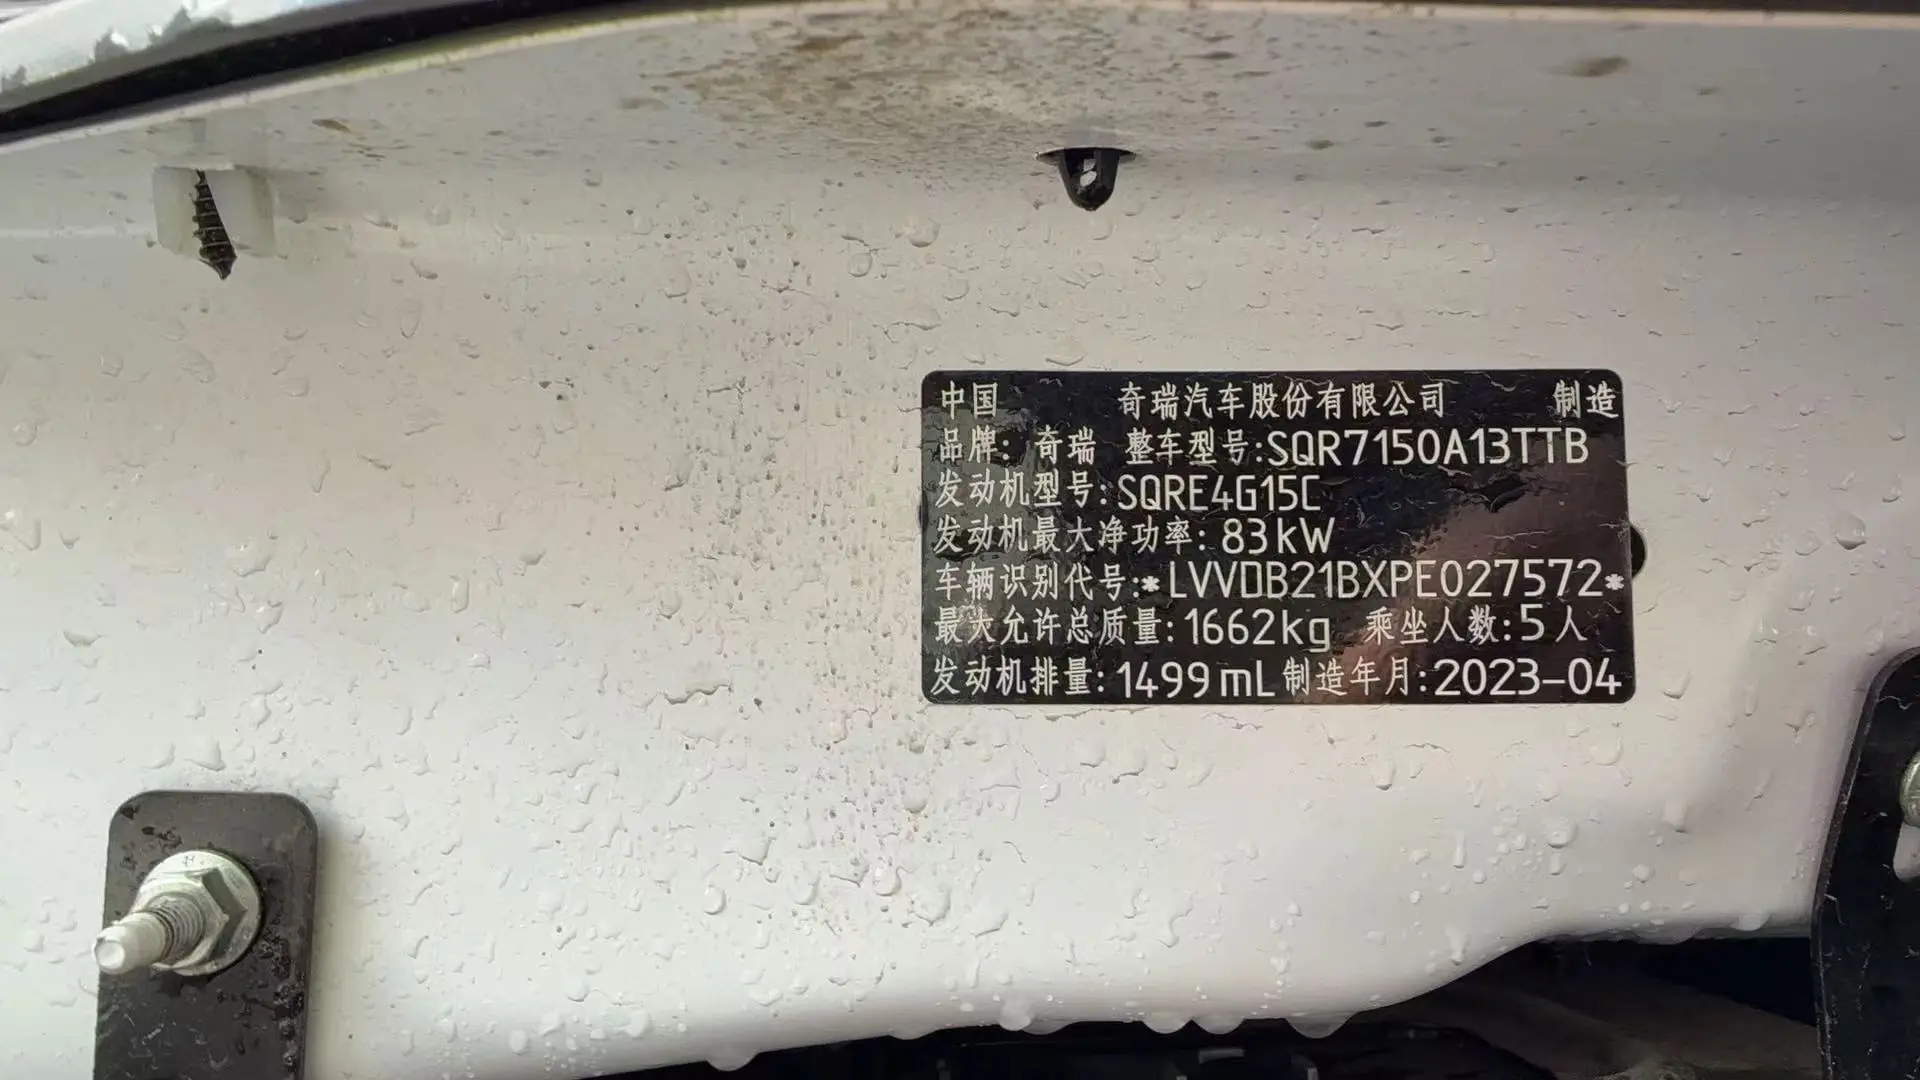 中国 奇瑞汽车股份有限公司 制造
品牌: 奇瑞 整车型号:SQR7150A13TTB
发动机型号:SQRE4G15C
发动机最大净功率:83kW
车辆识别代号:*LVVDB21BXPE027572*
最大允许总质量:1662kg 乘坐人数:5人
发动机排量:1499mL 制造年月:2023-04